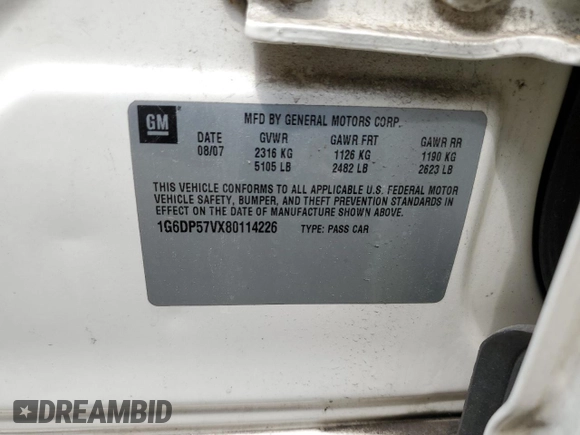 GM
MFD BY GENERAL MOTORS CORP.
DATE GVWR GAWR FRT GAWR RR
08/07 2316 KG 1126 KG 1190 KG
5105 LB 2482 LB 2623 LB
THIS VEHICLE CONFORMS TO ALL APPLICABLE U.S. FEDERAL MOTOR
VEHICLE SAFETY, BUMPER, AND THEFT PREVENTION STANDARDS IN
EFFECT ON THE DATE OF MANUFACTURE SHOWN ABOVE.
1G6DP57VX80114226 TYPE: PASS CAR
DREAMBID